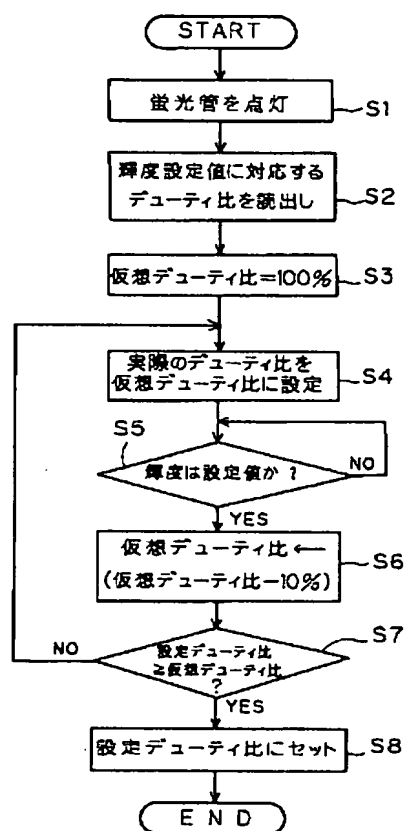 START
蛍光管を点灯
S1
輝度設定値に対応する
デューティ比を読出し
S2
仮想デューティ比=100%
S3
実際のデューティ比を
仮想デューティ比に設定
S4
S5
輝度は設定値か?
NO
YES
仮想デューティ比←
(仮想デューティ比-10%)
S6
設定デューティ比
≧仮想デューティ比
?
S7
NO
YES
設定デューティ比にセット
S8
END